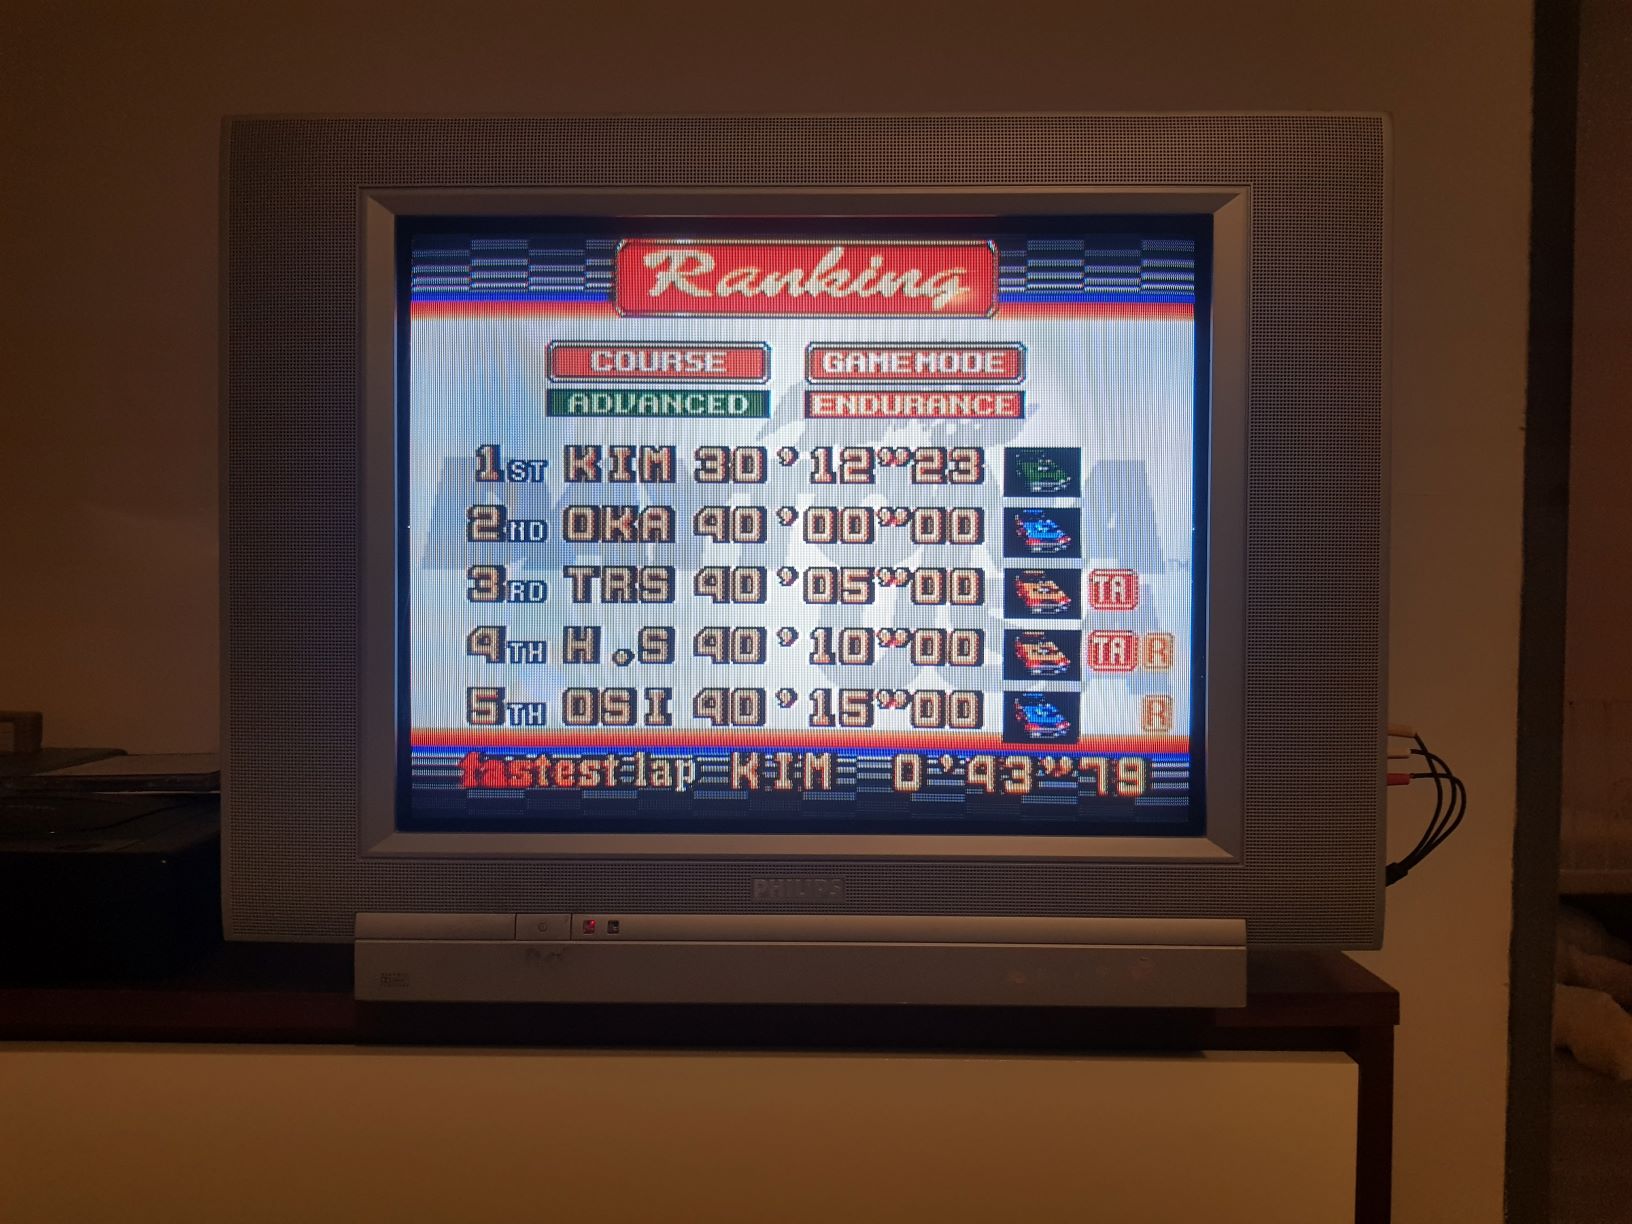 Ranking
COURSE GAME MODE
ADVANCED ENDURANCE
1ST KIM 30'12"23
2ND OKA 40'00"00
3RD TRS 40'05"00 TA
4TH H.S 40'10"00 TA R
5TH OSI 40'15"00 R
fastest lap KIM 0'43"79
PHILIPS